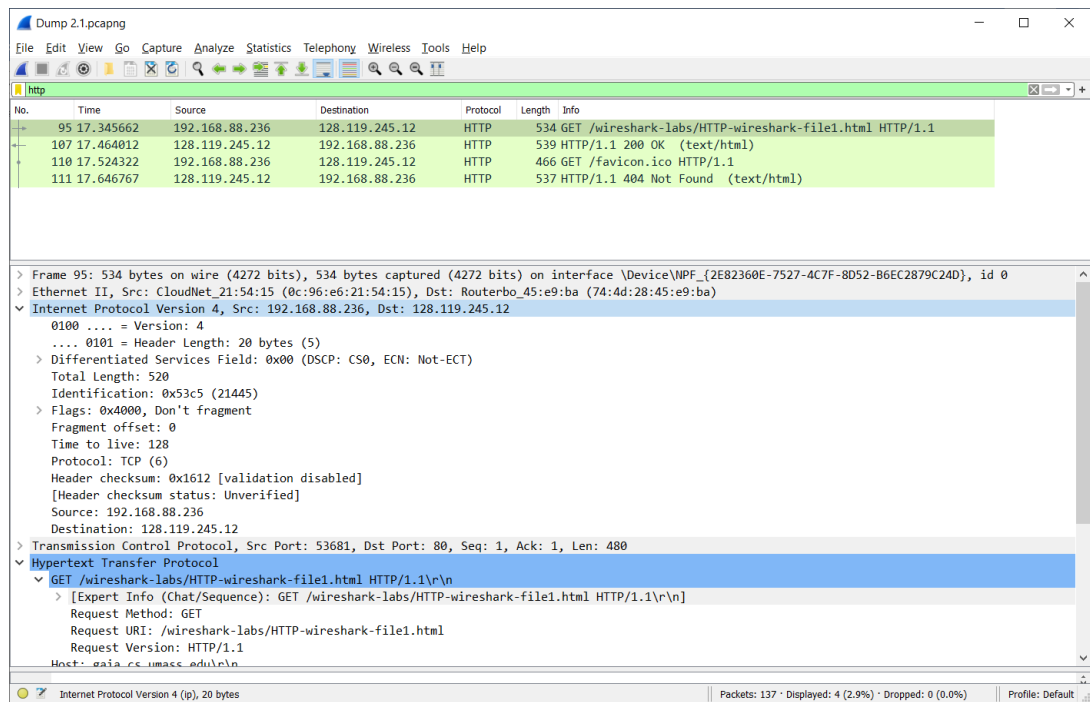 Dump 2.1.pcapng
File Edit View Go Capture Analyze Statistics Telephony Wireless Tools Help
http
No. Time Source Destination Protocol Length Info
95 17.345662 192.168.88.236 128.119.245.12 HTTP 534 GET /wireshark-labs/HTTP-wireshark-file1.html HTTP/1.1
107 17.464012 128.119.245.12 192.168.88.236 HTTP 539 HTTP/1.1 200 OK (text/html)
110 17.524322 192.168.88.236 128.119.245.12 HTTP 466 GET /favicon.ico HTTP/1.1
111 17.646767 128.119.245.12 192.168.88.236 HTTP 537 HTTP/1.1 404 Not Found (text/html)
Frame 95: 534 bytes on wire (4272 bits), 534 bytes captured (4272 bits) on interface \Device\NPF_{2E82360E-7527-4C7F-8D52-B6EC2879C24D}, id 0
Ethernet II, Src: CloudNet_21:54:15 (0c:96:e6:21:54:15), Dst: Routerbo_45:e9:ba (74:4d:28:45:e9:ba)
Internet Protocol Version 4, Src: 192.168.88.236, Dst: 128.119.245.12
0100 .... = Version: 4
.... 0101 = Header Length: 20 bytes (5)
Differentiated Services Field: 0x00 (DSCP: CS0, ECN: Not-ECT)
Total Length: 520
Identification: 0x53c5 (21445)
Flags: 0x4000, Don't fragment
Fragment offset: 0
Time to live: 128
Protocol: TCP (6)
Header checksum: 0x1612 [validation disabled]
[Header checksum status: Unverified]
Source: 192.168.88.236
Destination: 128.119.245.12
Transmission Control Protocol, Src Port: 53681, Dst Port: 80, Seq: 1, Ack: 1, Len: 480
Hypertext Transfer Protocol
GET /wireshark-labs/HTTP-wireshark-file1.html HTTP/1.1\r\n
[Expert Info (Chat/Sequence): GET /wireshark-labs/HTTP-wireshark-file1.html HTTP/1.1\r\n]
Request Method: GET
Request URI: /wireshark-labs/HTTP-wireshark-file1.html
Request Version: HTTP/1.1
Host: gaia.cs.umass.edu\r\n
Internet Protocol Version 4 (ip), 20 bytes Packets: 137 · Displayed: 4 (2.9%) · Dropped: 0 (0.0%) Profile: Default